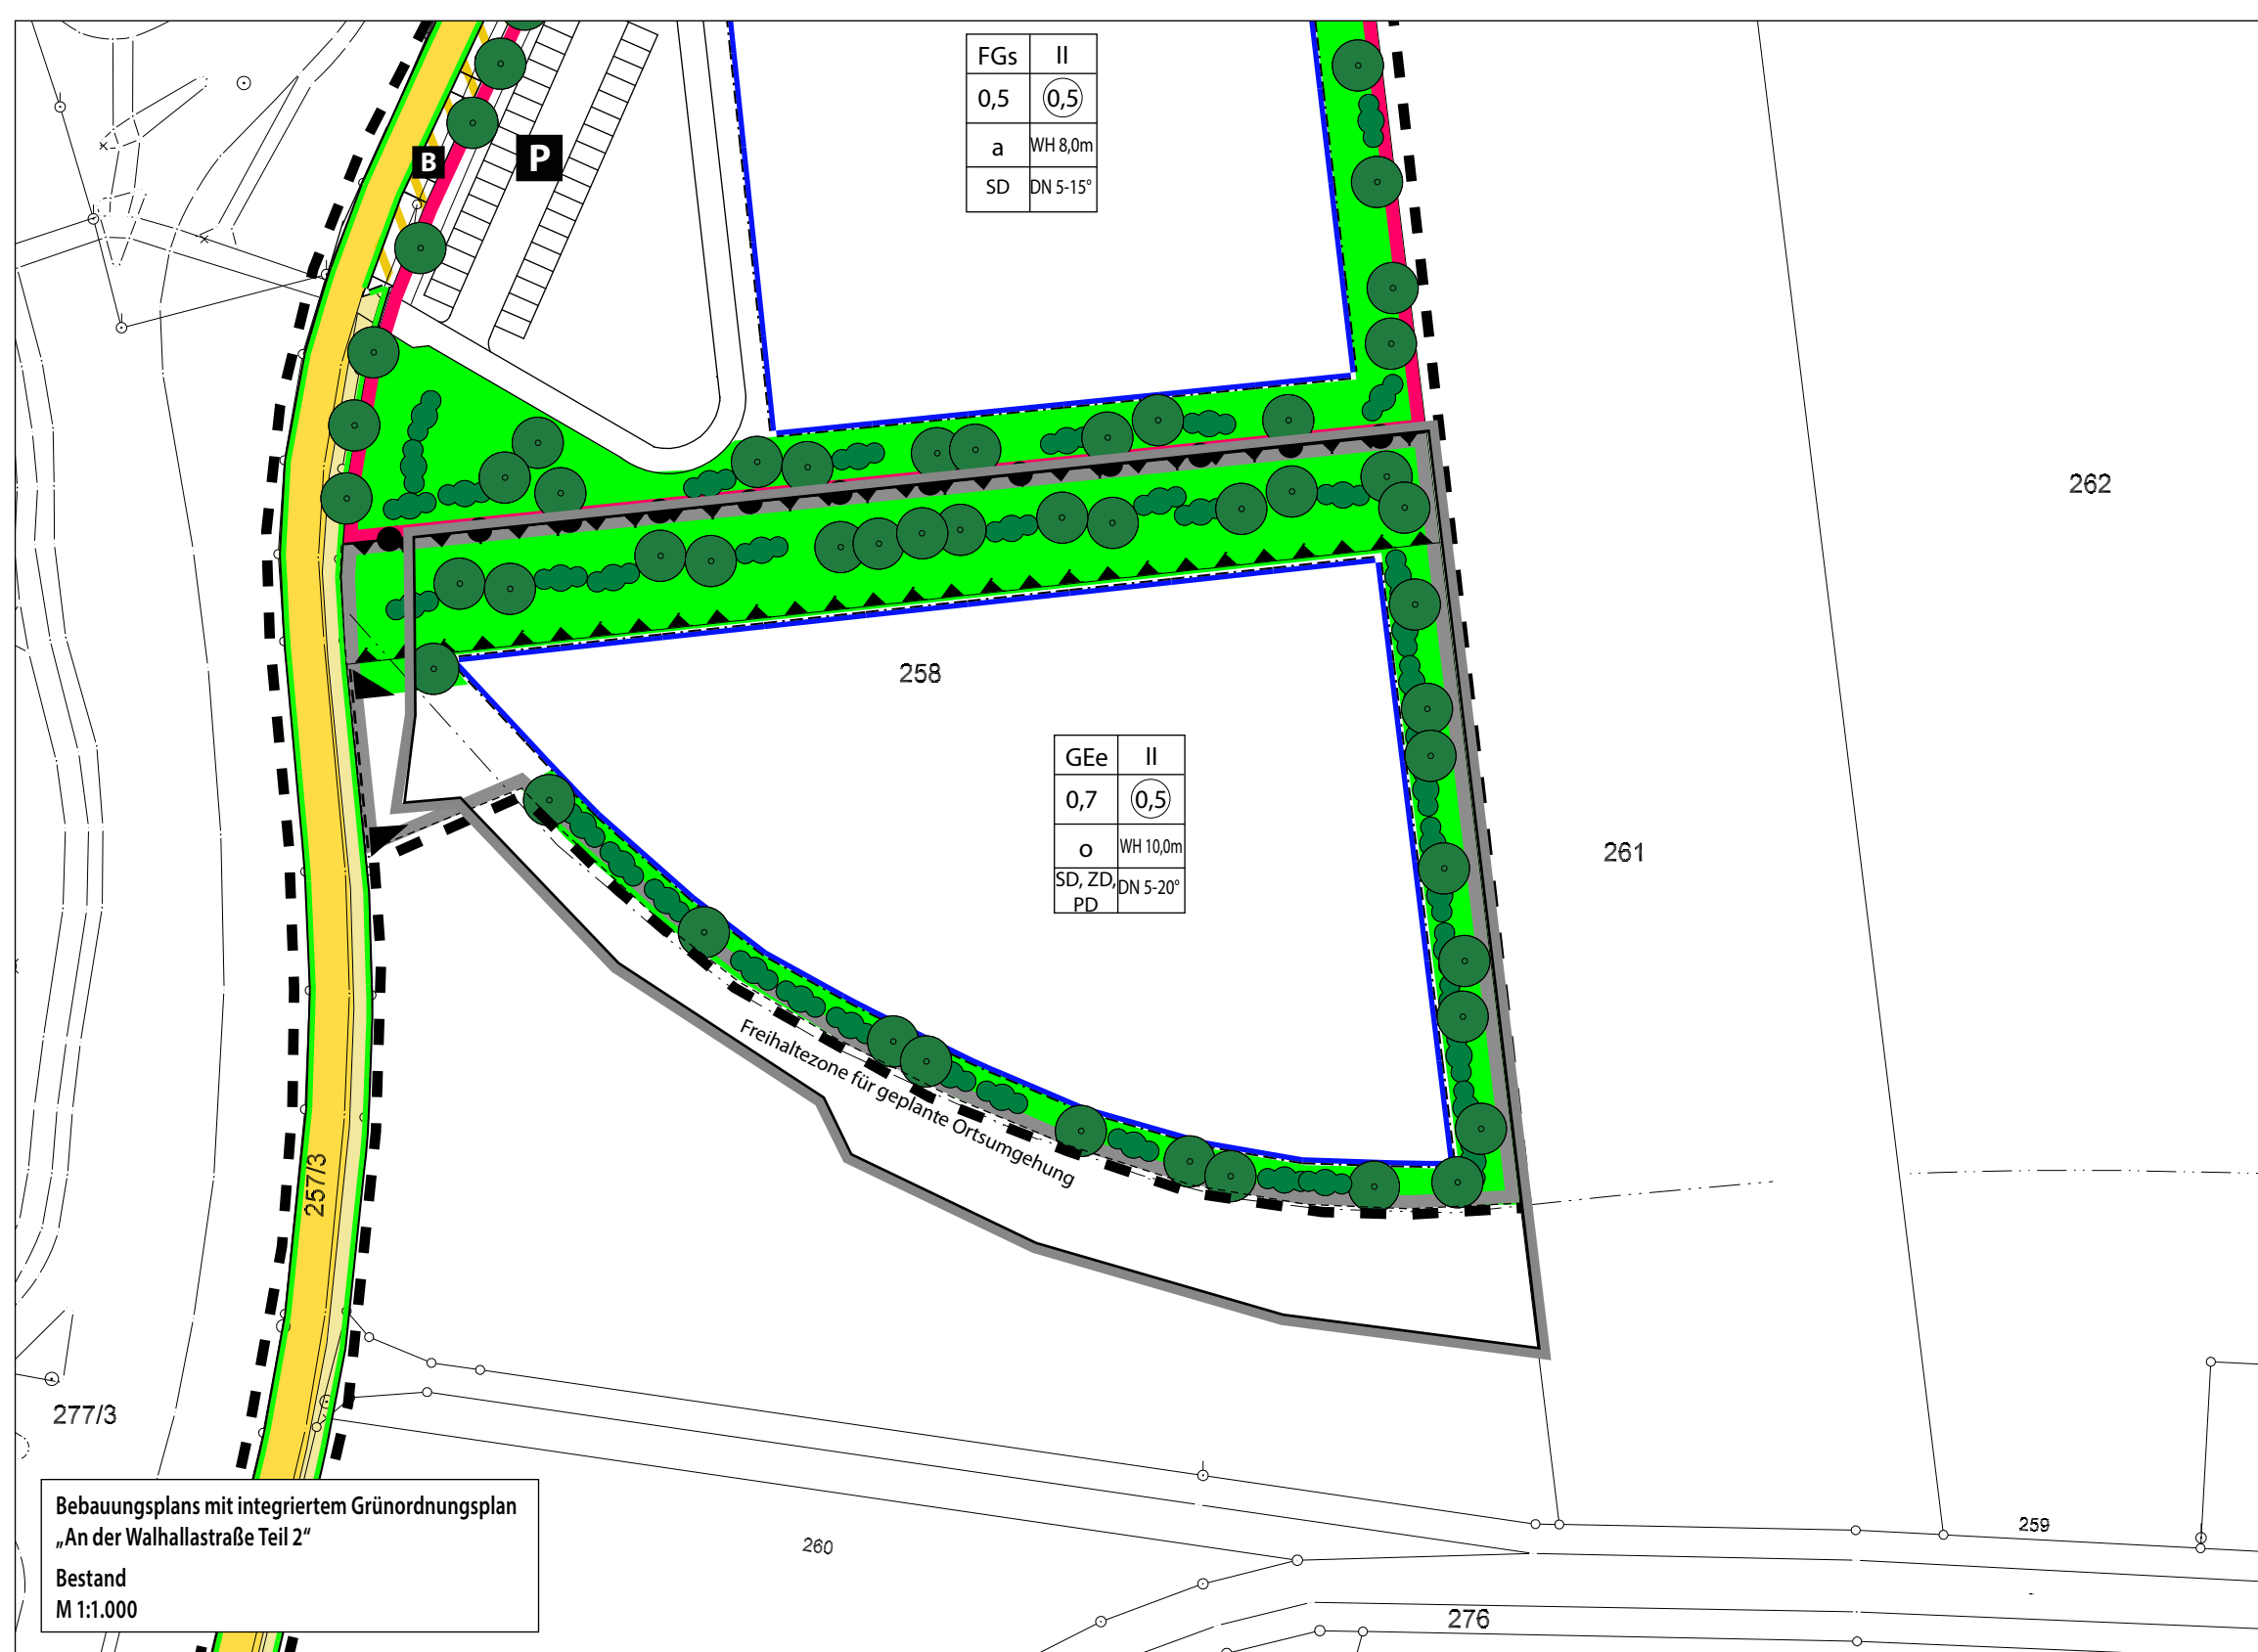 FGs II
0,5 0,5
a WH 8,0m
SD DN 5-15°
B
P
262
258
GEe II
0,7 0,5
o WH 10,0m
SD, ZD, DN 5-20°
PD
261
Freihaltezone für geplante Ortsumgehung
257/3
277/3
Bebauungsplans mit integriertem Grünordnungsplan
„An der Walhallastraße Teil 2“
Bestand
M 1:1.000
260
259
276